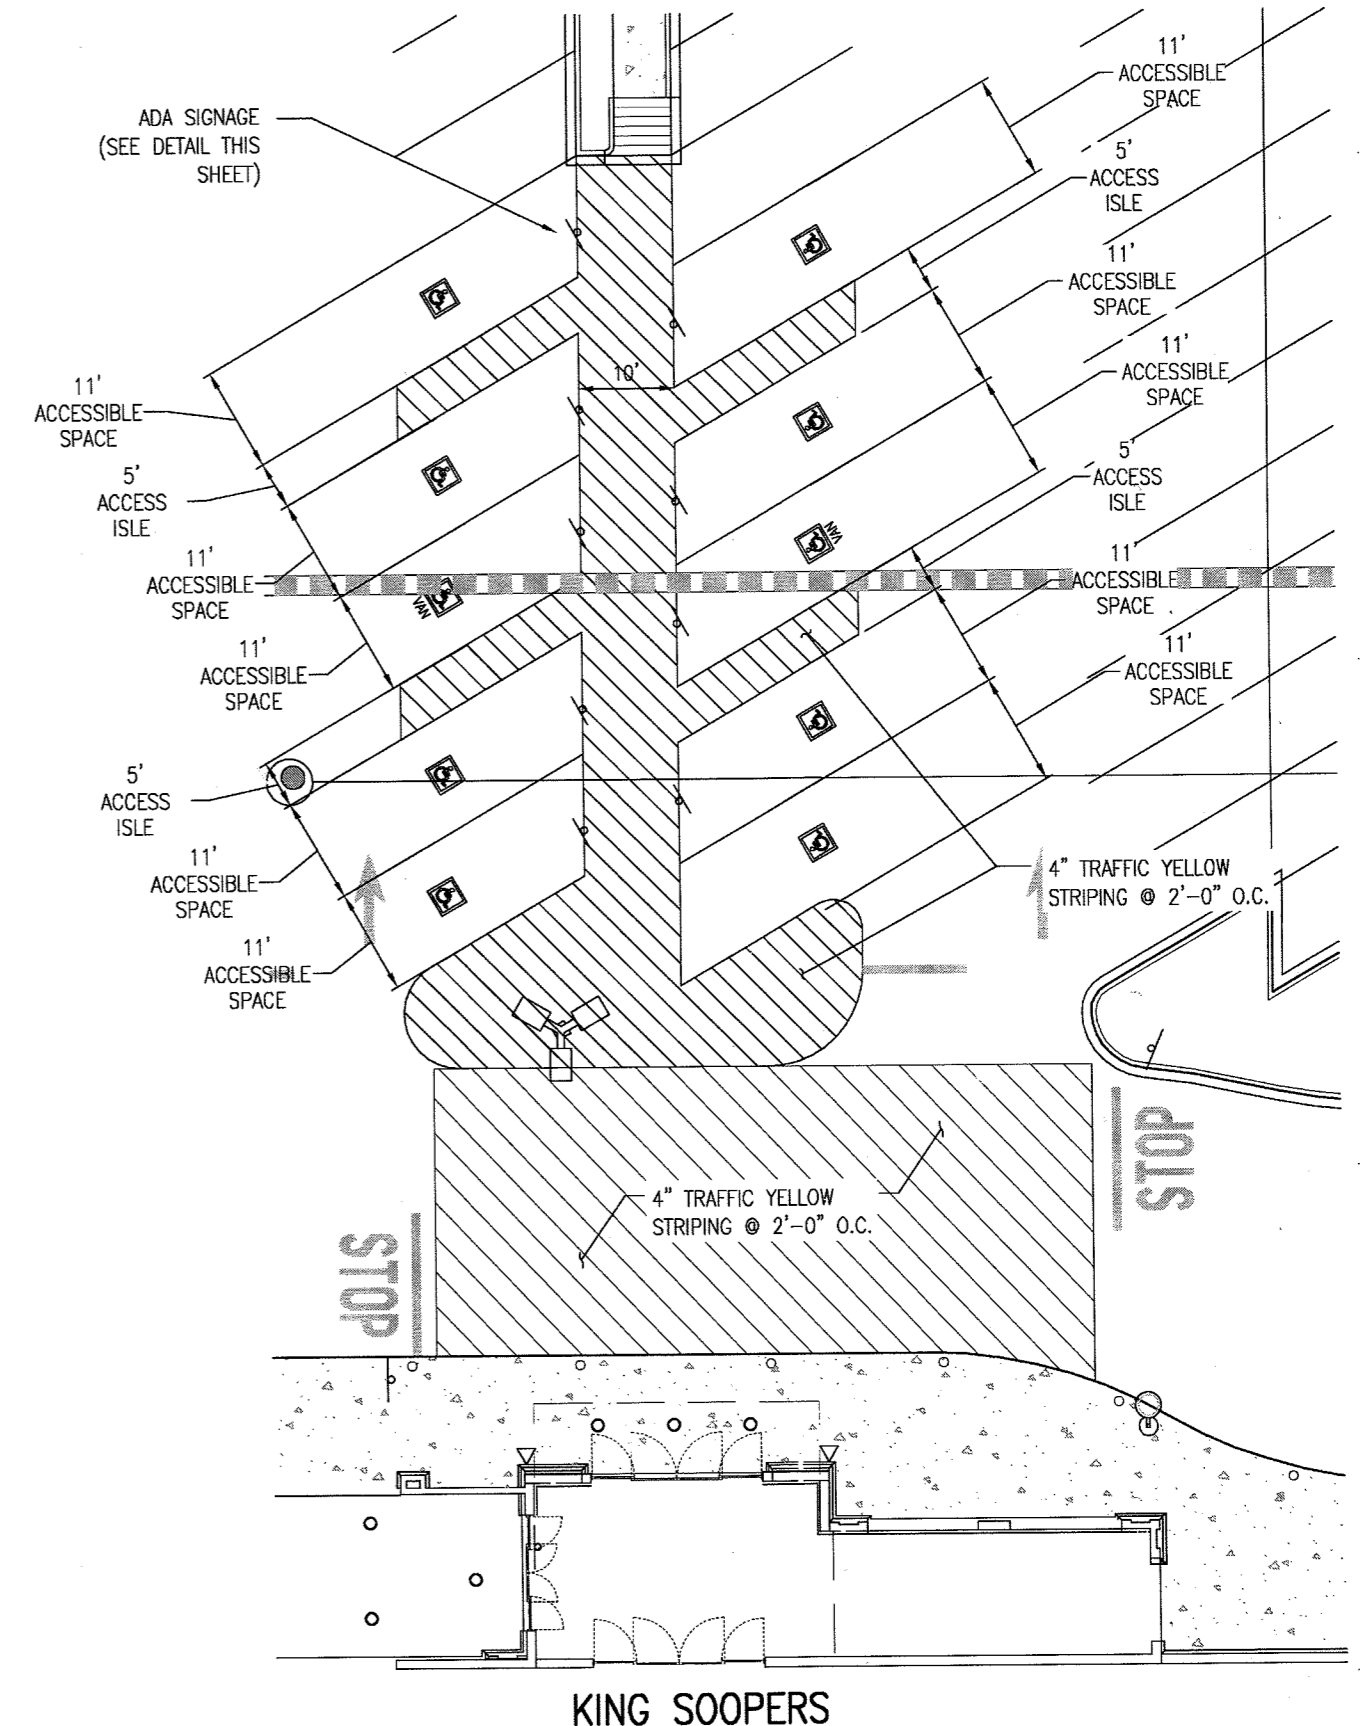 ADA SIGNAGE
(SEE DETAIL THIS
SHEET)
11'
ACCESSIBLE
SPACE
5'
ACCESS
ISLE
11'
ACCESSIBLE
SPACE
11'
ACCESSIBLE
SPACE
5'
ACCESS
ISLE
11'
ACCESSIBLE
SPACE
11'
ACCESSIBLE
SPACE
10'
VAN
VAN
11'
ACCESSIBLE
SPACE
5'
ACCESS
ISLE
11'
ACCESSIBLE
SPACE
11'
ACCESSIBLE
SPACE
5'
ACCESS
ISLE
11'
ACCESSIBLE
SPACE
11'
ACCESSIBLE
SPACE
4" TRAFFIC YELLOW
STRIPING @ 2'-0" O.C.
STOP
4" TRAFFIC YELLOW
STRIPING @ 2'-0" O.C.
STOP
KING SOOPERS